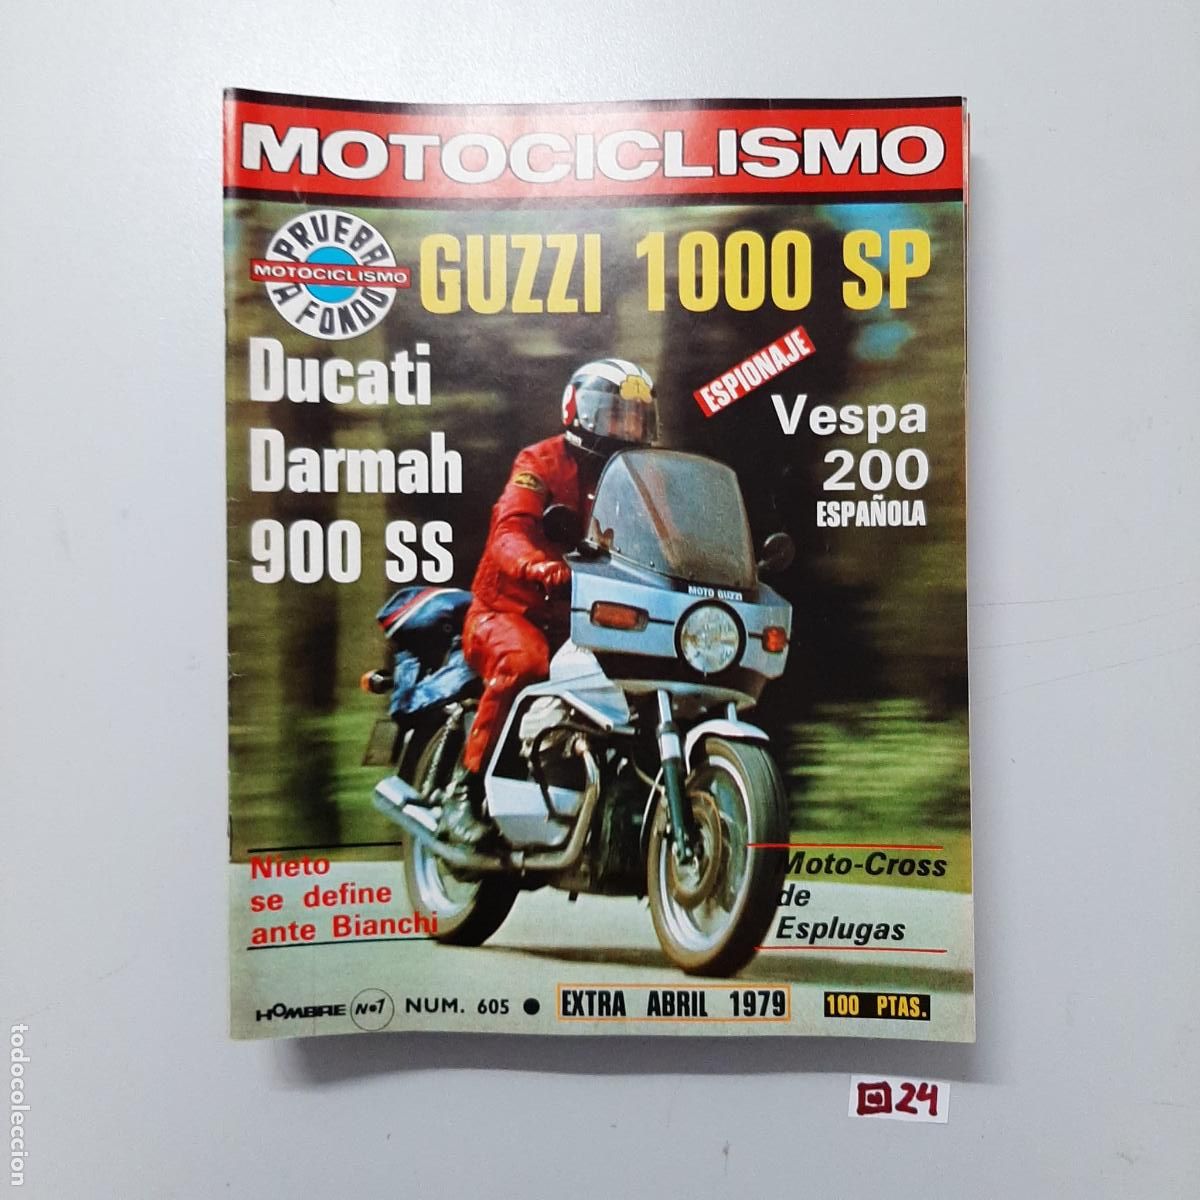 MOTOCICLISMO
PRUEBA
MOTOCICLISMO
A FONDO
GUZZI 1000 SP
Ducati
Darmah
900 SS
ESPIONAJE
Vespa
200
ESPAÑOLA
MOTO GUZZI
Nieto
se define
ante Bianchi
Moto-Cross
de
Esplugas
HOMBRE Nº1 NUM. 605 ● EXTRA ABRIL 1979 100 PTAS.
24
todocoleccion